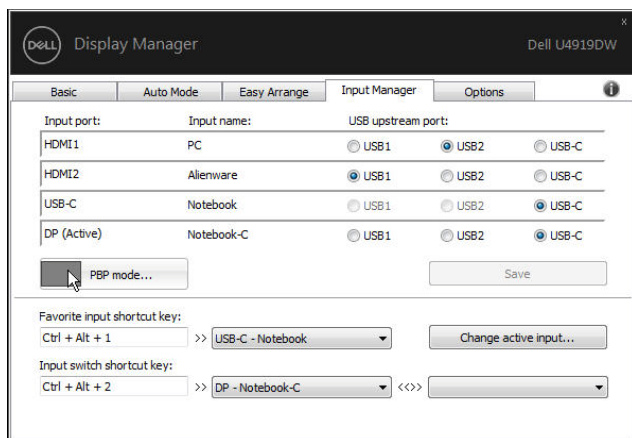 DELL Display Manager Dell U4919DW
Basic Auto Mode Easy Arrange Input Manager Options
Input port: Input name: USB upstream port:
HDMI1 PC USB1 USB2 USB-C
HDMI2 Alienware USB1 USB2 USB-C
USB-C Notebook USB1 USB2 USB-C
DP (Active) Notebook-C USB1 USB2 USB-C
PBP mode... Save
Favorite input shortcut key:
Ctrl + Alt + 1 >> USB-C - Notebook Change active input...
Input switch shortcut key:
Ctrl + Alt + 2 >> DP - Notebook-C <<>>